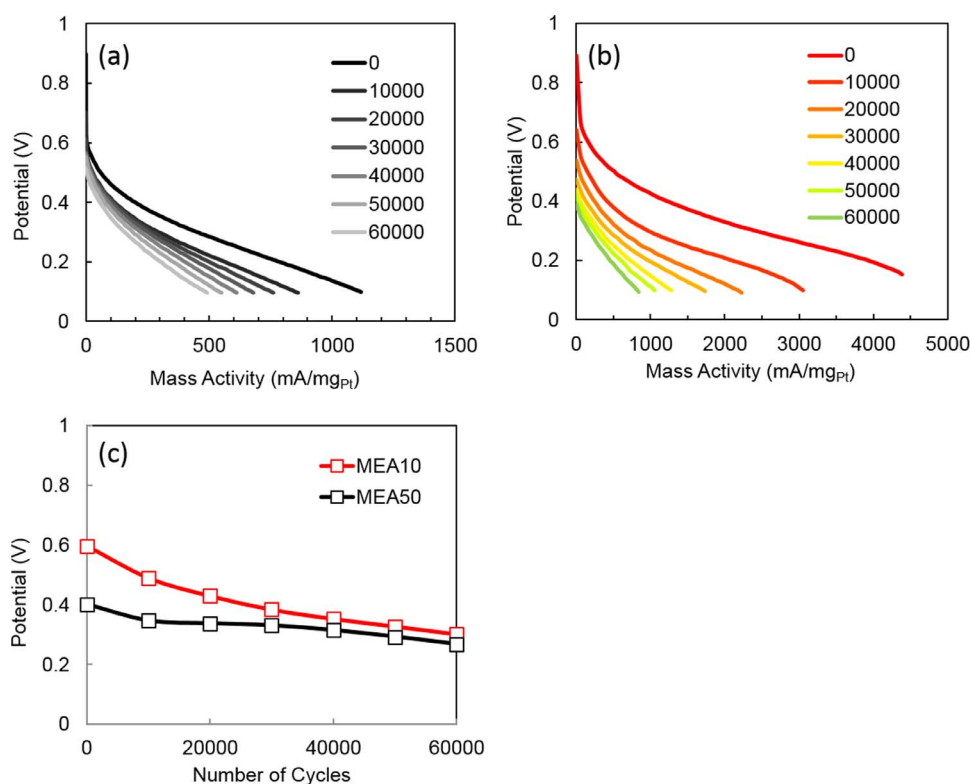 (a)
1
0.8
0.6
0.4
0.2
0
Potential (V)
0
10000
20000
30000
40000
50000
60000
0 500 1000 1500
Mass Activity (mA/mgPt)
(b)
1
0.8
0.6
0.4
0.2
0
Potential (V)
0
10000
20000
30000
40000
50000
60000
0 1000 2000 3000 4000 5000
Mass Activity (mA/mgPt)
(c)
1
0.8
0.6
0.4
0.2
0
Potential (V)
MEA10
MEA50
0 20000 40000 60000
Number of Cycles